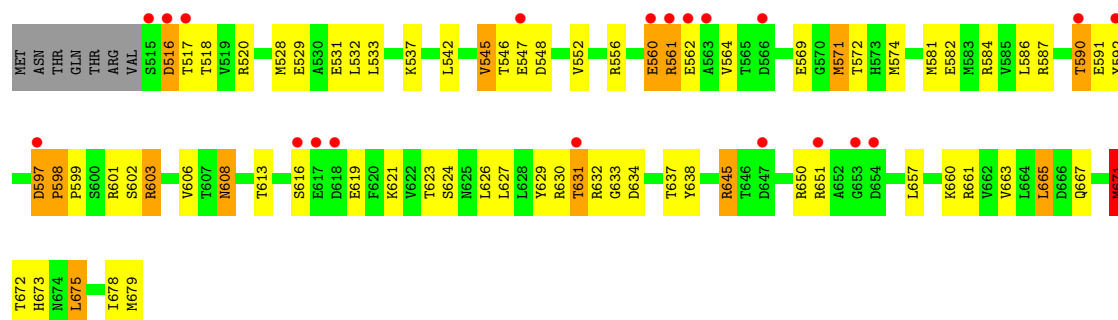 MET ASN THR GLN THR ARG VAL S515 D516 T517 T518 V519 R520 M528 E529 A530 E531 L532 L533 K537 L542 V545 T546 E547 D548 V552 R556 E560 R561 E562 A563 V564 T565 D566 E569 G570 M571 T572 H573 M574 M581 E582 M583 R584 V585 L586 R587 T590 E591
D597 P598 P599 S600 R601 S602 R603 V606 T607 N608 T613 S616 E617 D618 E619 F620 K621 V622 T623 S624 N625 L626 L627 L628 Y629 R630 T631 R632 G633 D634 T637 Y638 R645 T646 D647 R650 R651 A652 G653 D654 L657 K660 R661 V662 V663 L664 L665 D666 Q667 M671
T672 H673 N674 L675 I678 M679